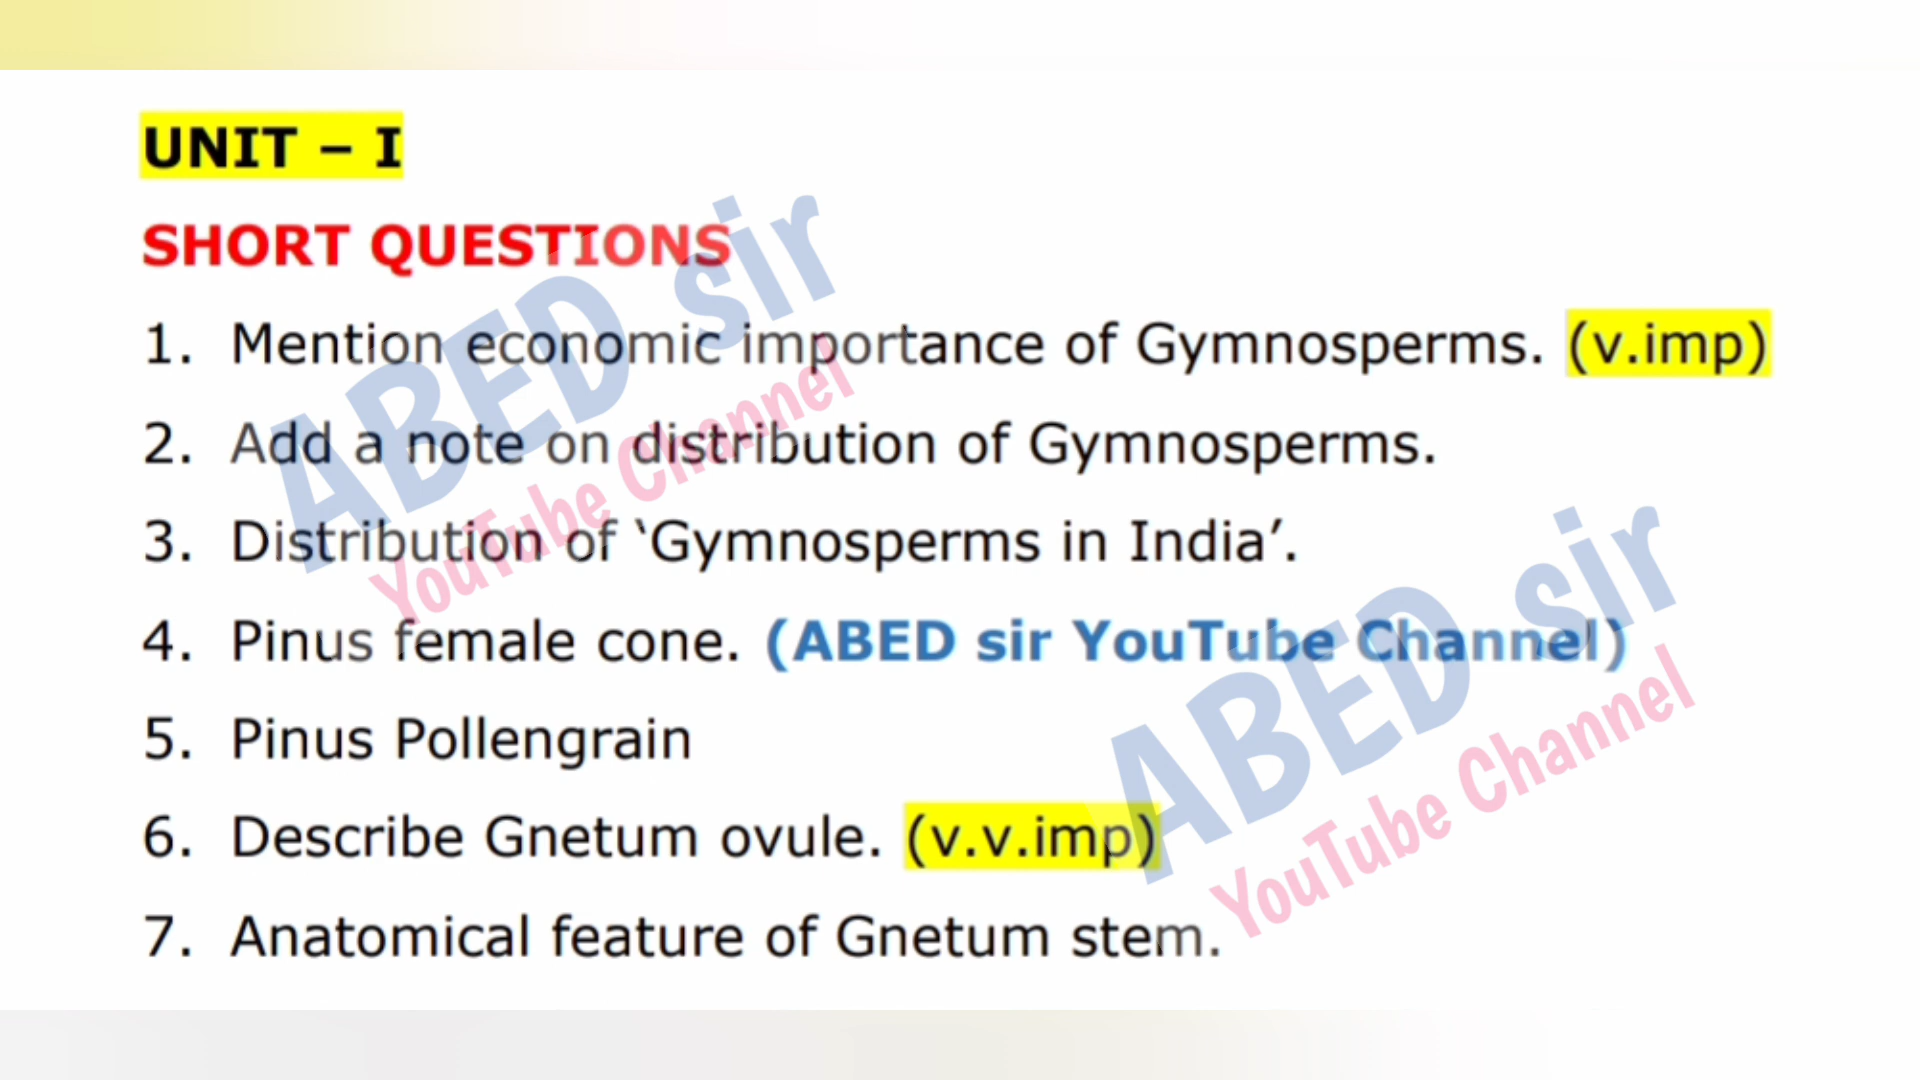 UNIT – I
SHORT QUESTIONS
1. Mention economic importance of Gymnosperms. (v.imp)
2. Add a note on distribution of Gymnosperms.
3. Distribution of ‘Gymnosperms in India’.
4. Pinus female cone. (ABED sir YouTube Channel)
5. Pinus Pollengrain
6. Describe Gnetum ovule. (v.v.imp)
7. Anatomical feature of Gnetum stem.
ABED sir
YouTube Channel
ABED sir
YouTube Channel